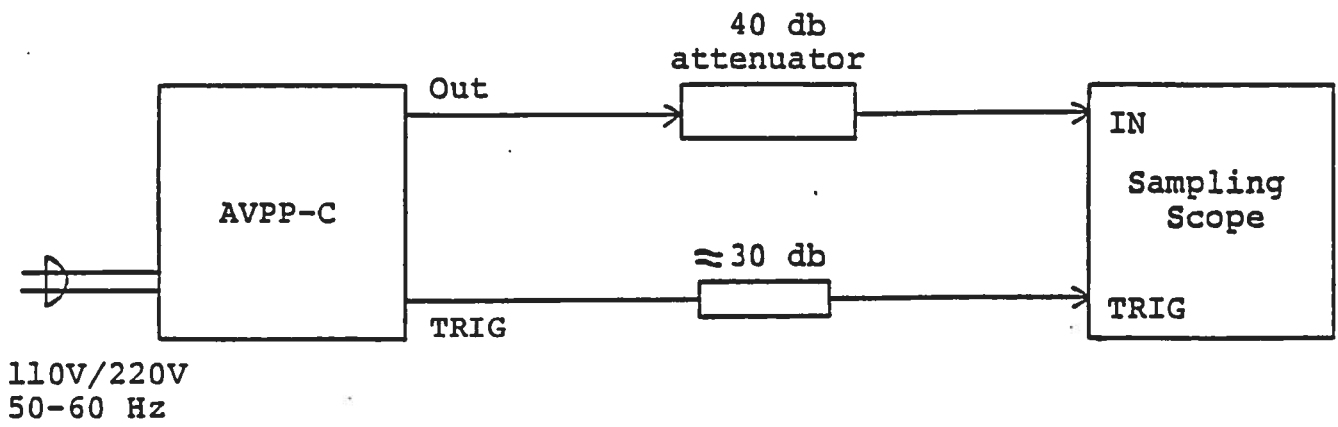 40 db
attenuator
Out
IN
Sampling
Scope
AVPP-C
≈30 db
TRIG
TRIG
110V/220V
50-60 Hz